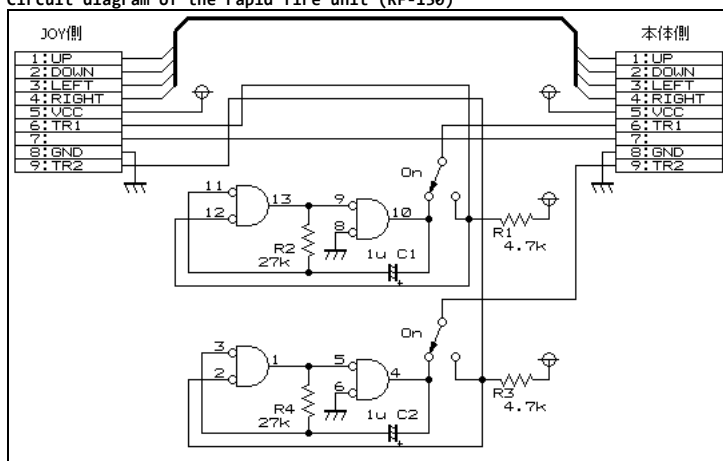 Circuit diagram of the rapid fire unit (RF-150)
JOY側
本体側
1:UP
2:DOWN
3:LEFT
4:RIGHT
5:VCC
6:TR1
7:
8:GND
9:TR2
1:UP
2:DOWN
3:LEFT
4:RIGHT
5:VCC
6:TR1
7:
8:GND
9:TR2
On
11
12
13
9
8
10
R2
27k
1u C1
+
R1
4.7k
On
3
2
1
5
6
4
R4
27k
1u C2
+
R3
4.7k